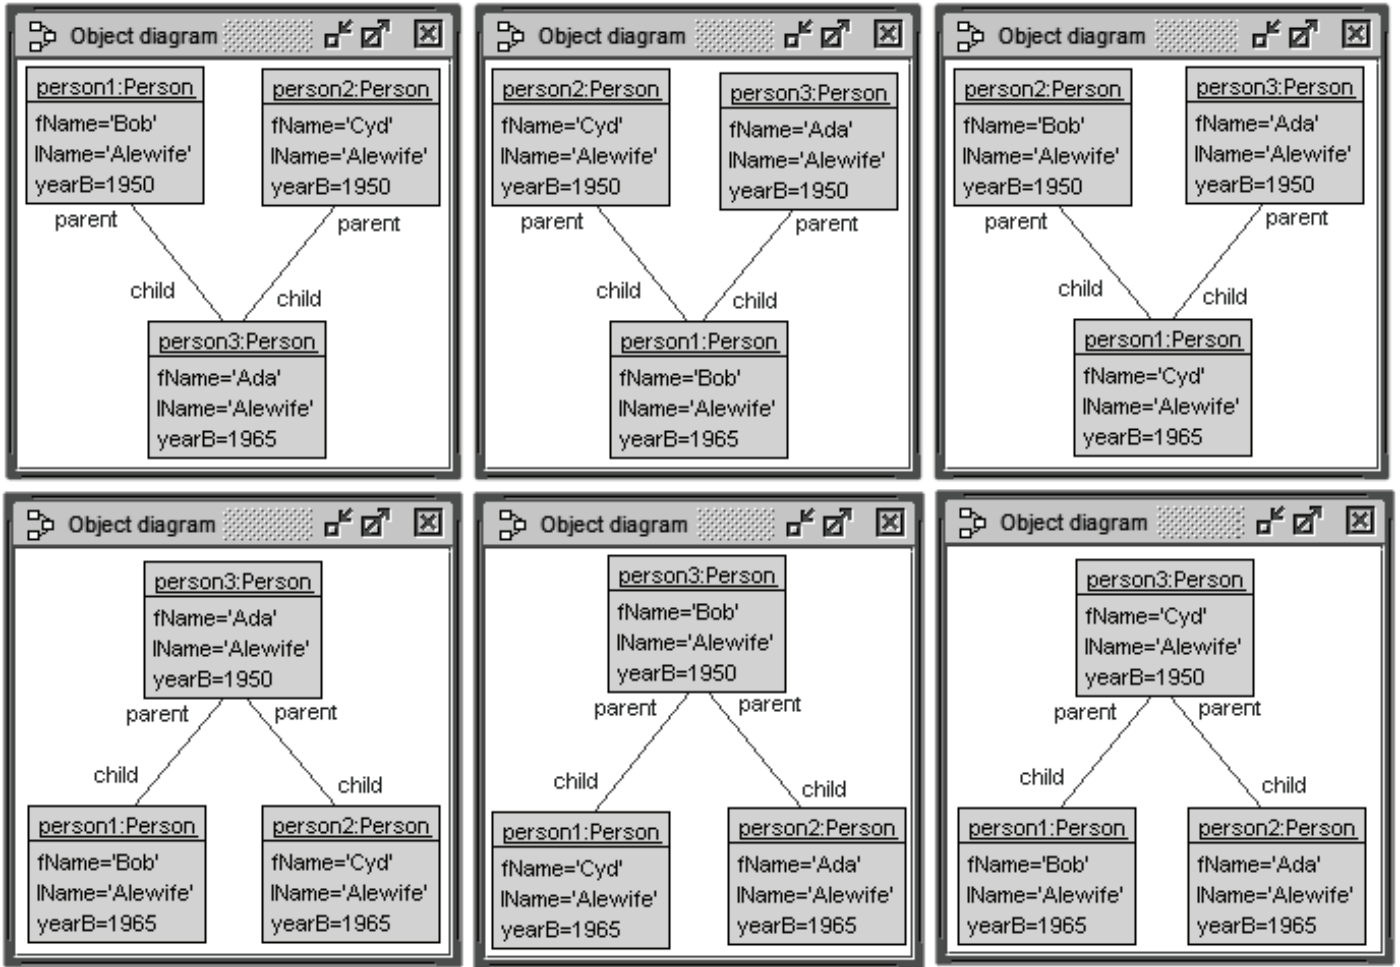 Object diagram
person1:Person
fName='Bob'
lName='Alewife'
yearB=1950
parent
person2:Person
fName='Cyd'
lName='Alewife'
yearB=1950
parent
child
child
person3:Person
fName='Ada'
lName='Alewife'
yearB=1965
Object diagram
person2:Person
fName='Cyd'
lName='Alewife'
yearB=1950
parent
person3:Person
fName='Ada'
lName='Alewife'
yearB=1950
parent
child
child
person1:Person
fName='Bob'
lName='Alewife'
yearB=1965
Object diagram
person2:Person
fName='Bob'
lName='Alewife'
yearB=1950
parent
person3:Person
fName='Ada'
lName='Alewife'
yearB=1950
parent
child
child
person1:Person
fName='Cyd'
lName='Alewife'
yearB=1965
Object diagram
person3:Person
fName='Ada'
lName='Alewife'
yearB=1950
parent
parent
child
child
person1:Person
fName='Bob'
lName='Alewife'
yearB=1965
person2:Person
fName='Cyd'
lName='Alewife'
yearB=1965
Object diagram
person3:Person
fName='Bob'
lName='Alewife'
yearB=1950
parent
parent
child
child
person1:Person
fName='Cyd'
lName='Alewife'
yearB=1965
person2:Person
fName='Ada'
lName='Alewife'
yearB=1965
Object diagram
person3:Person
fName='Cyd'
lName='Alewife'
yearB=1950
parent
parent
child
child
person1:Person
fName='Bob'
lName='Alewife'
yearB=1965
person2:Person
fName='Ada'
lName='Alewife'
yearB=1965